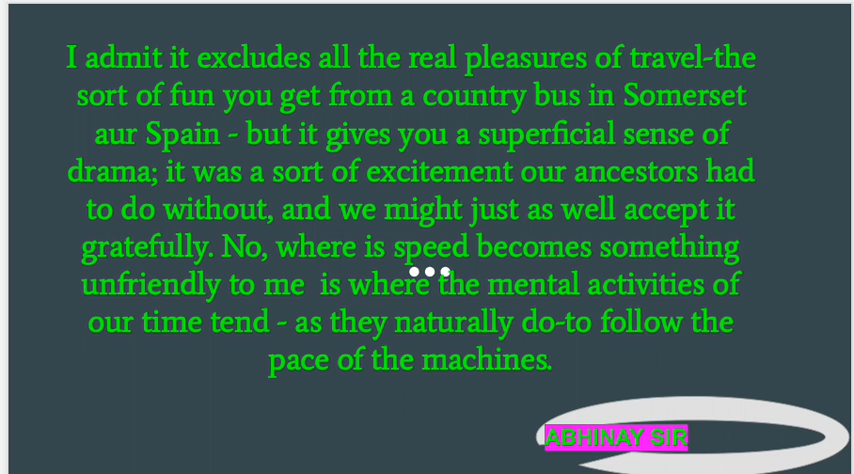 I admit it excludes all the real pleasures of travel-the
sort of fun you get from a country bus in Somerset
aur Spain - but it gives you a superficial sense of
drama; it was a sort of excitement our ancestors had
to do without, and we might just as well accept it
gratefully. No, where is speed becomes something
unfriendly to me  is where the mental activities of
our time tend - as they naturally do-to follow the
pace of the machines.
ABHINAY SIR